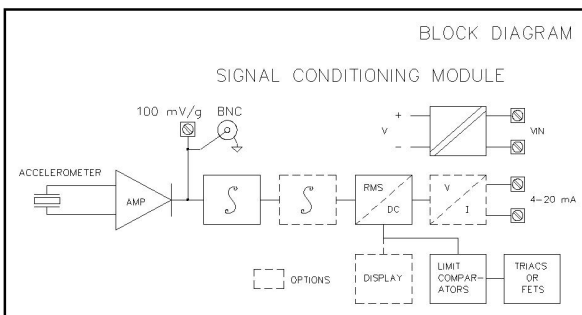 BLOCK DIAGRAM
SIGNAL CONDITIONING MODULE
100 mV/g BNC
+
V
-
VIN
ACCELEROMETER
AMP
∫
∫
RMS
DC
V
I
4-20 mA
OPTIONS
DISPLAY
LIMIT
COMPAR-
ATORS
TRIACS
OR
FETS